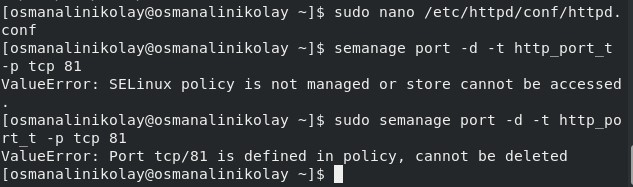 [osmanalinikolay@osmanalinikolay ~]$ sudo nano /etc/httpd/conf/httpd.
conf
[osmanalinikolay@osmanalinikolay ~]$ semanage port -d -t http_port_t
-p tcp 81
ValueError: SELinux policy is not managed or store cannot be accessed
.
[osmanalinikolay@osmanalinikolay ~]$ sudo semanage port -d -t http_po
rt_t -p tcp 81
ValueError: Port tcp/81 is defined in policy, cannot be deleted
[osmanalinikolay@osmanalinikolay ~]$